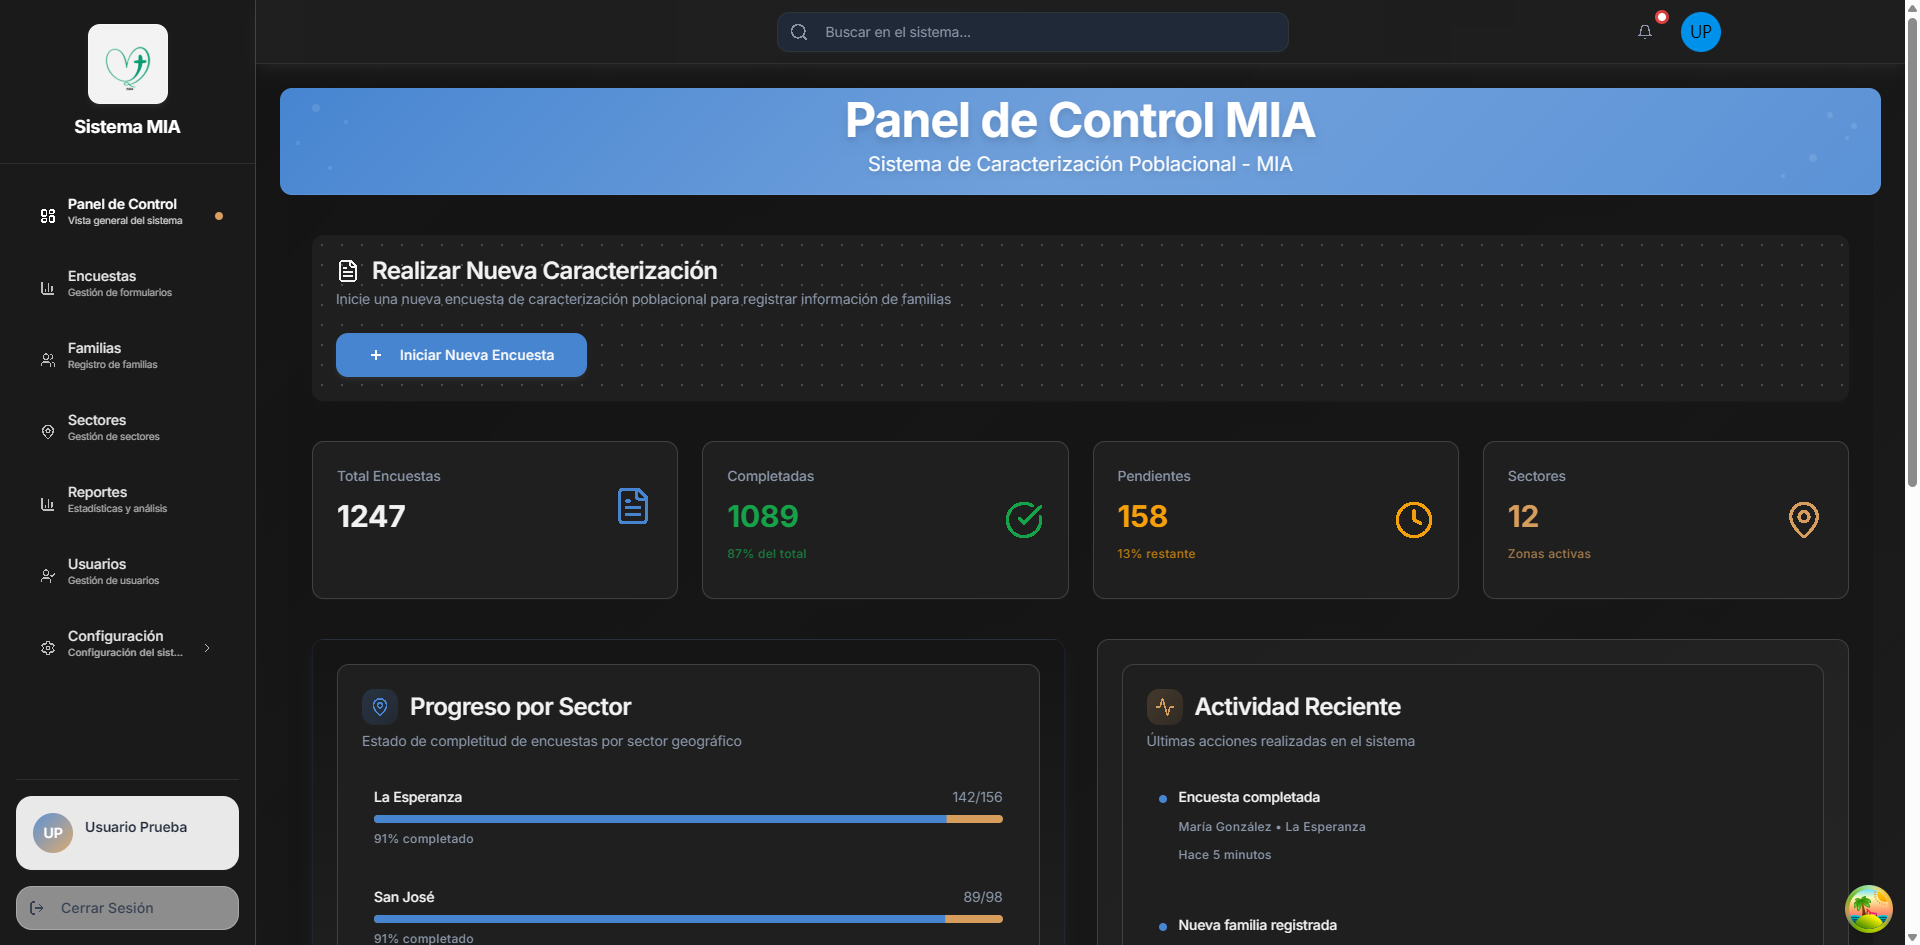 Sistema MIA
Panel de Control
Vista general del sistema
Encuestas
Gestión de formularios
Familias
Registro de familias
Sectores
Gestión de sectores
Reportes
Estadísticas y análisis
Usuarios
Gestión de usuarios
Configuración
Configuración del sist...
UP
Usuario Prueba
Cerrar Sesión
Buscar en el sistema...
UP
Panel de Control MIA
Sistema de Caracterización Poblacional - MIA
Realizar Nueva Caracterización
Inicie una nueva encuesta de caracterización poblacional para registrar información de familias
+ Iniciar Nueva Encuesta
Total Encuestas
1247
Completadas
1089
87% del total
Pendientes
158
13% restante
Sectores
12
Zonas activas
Progreso por Sector
Estado de completitud de encuestas por sector geográfico
La Esperanza 142/156
91% completado
San José 89/98
91% completado
Actividad Reciente
Últimas acciones realizadas en el sistema
Encuesta completada
María González • La Esperanza
Hace 5 minutos
Nueva familia registrada